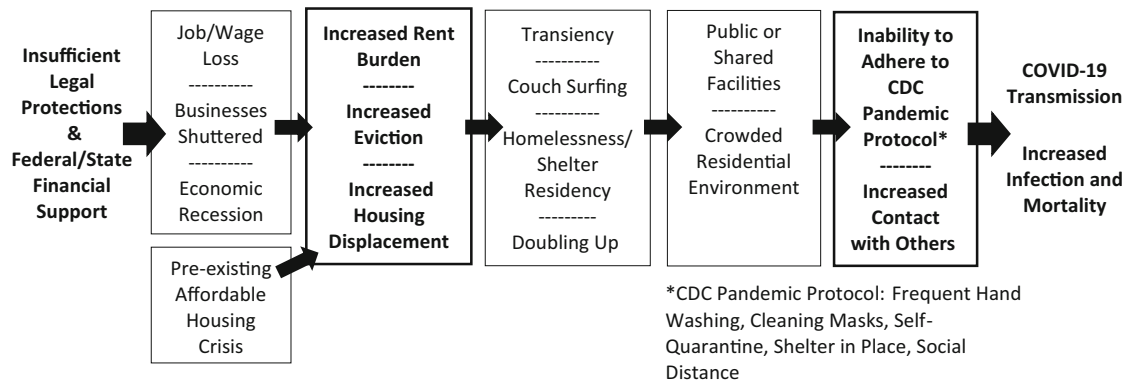 Insufficient
Legal
Protections
&
Federal/State
Financial
Support
Job/Wage
Loss
----------
Businesses
Shuttered
----------
Economic
Recession
Pre-existing
Affordable
Housing
Crisis
Increased Rent
Burden
--------
Increased
Eviction
--------
Increased
Housing
Displacement
Transiency
----------
Couch Surfing
---------
Homelessness/
Shelter
Residency
---------
Doubling Up
Public or
Shared
Facilities
----------
Crowded
Residential
Environment
Inability to
Adhere to
CDC
Pandemic
Protocol*
--------
Increased
Contact
with Others
COVID-19
Transmission
Increased
Infection and
Mortality
*CDC Pandemic Protocol: Frequent Hand
Washing, Cleaning Masks, Self-
Quarantine, Shelter in Place, Social
Distance